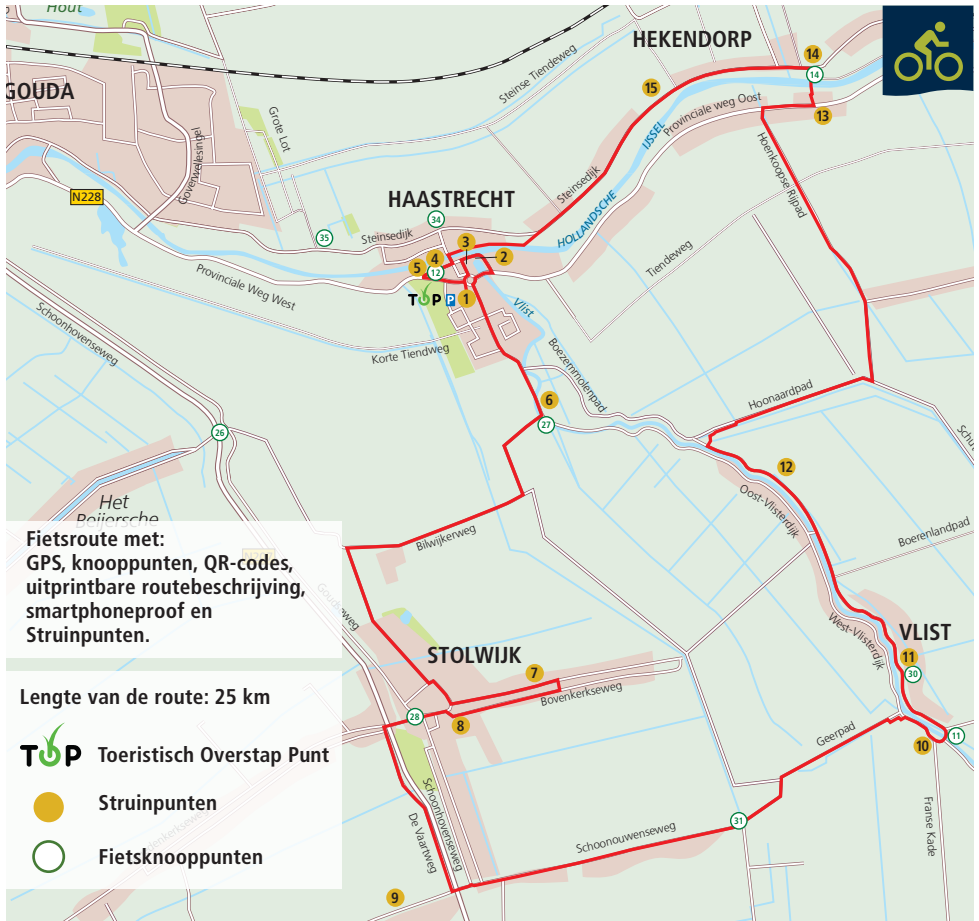 Hout
HEKENDORP
14
14
GOUDA
Steinse Tiendeweg
15
Grote Lot
Provinciale weg Oost
13
IJSSEL
Goverwellesingel
Hoenkoopse Rijpad
N228
HAASTRECHT
Steinsedijk
34
HOLLANDSCHE
35
Steinsedijk
3
4
2
5
12
Tiendeweg
Provinciale Weg West
TOP P
1
Vlist
Schoonhovenseweg
Korte Tiendweg
Boezemmolenpad
6
Hoonaardpad
27
26
12
Het
Beijersche
Oost-Vlisterdijk
Bilwijkerweg
Boerenlandpad
Fietsroute met:
GPS, knooppunten, QR-codes,
uitprintbare routebeschrijving,
smartphoneproof en
Struinpunten.
West-Vlisterdijk
VLIST
STOLWIJK
11
7
30
Lengte van de route: 25 km
Bovenkerkseweg
28
8
Geerpad
10
11
TOP Toeristisch Overstap Punt
Struinpunten
De Vaartweg
Schoonhovenseweg
Franse Kade
31
Schoonouwenseweg
Fietsknooppunten
9